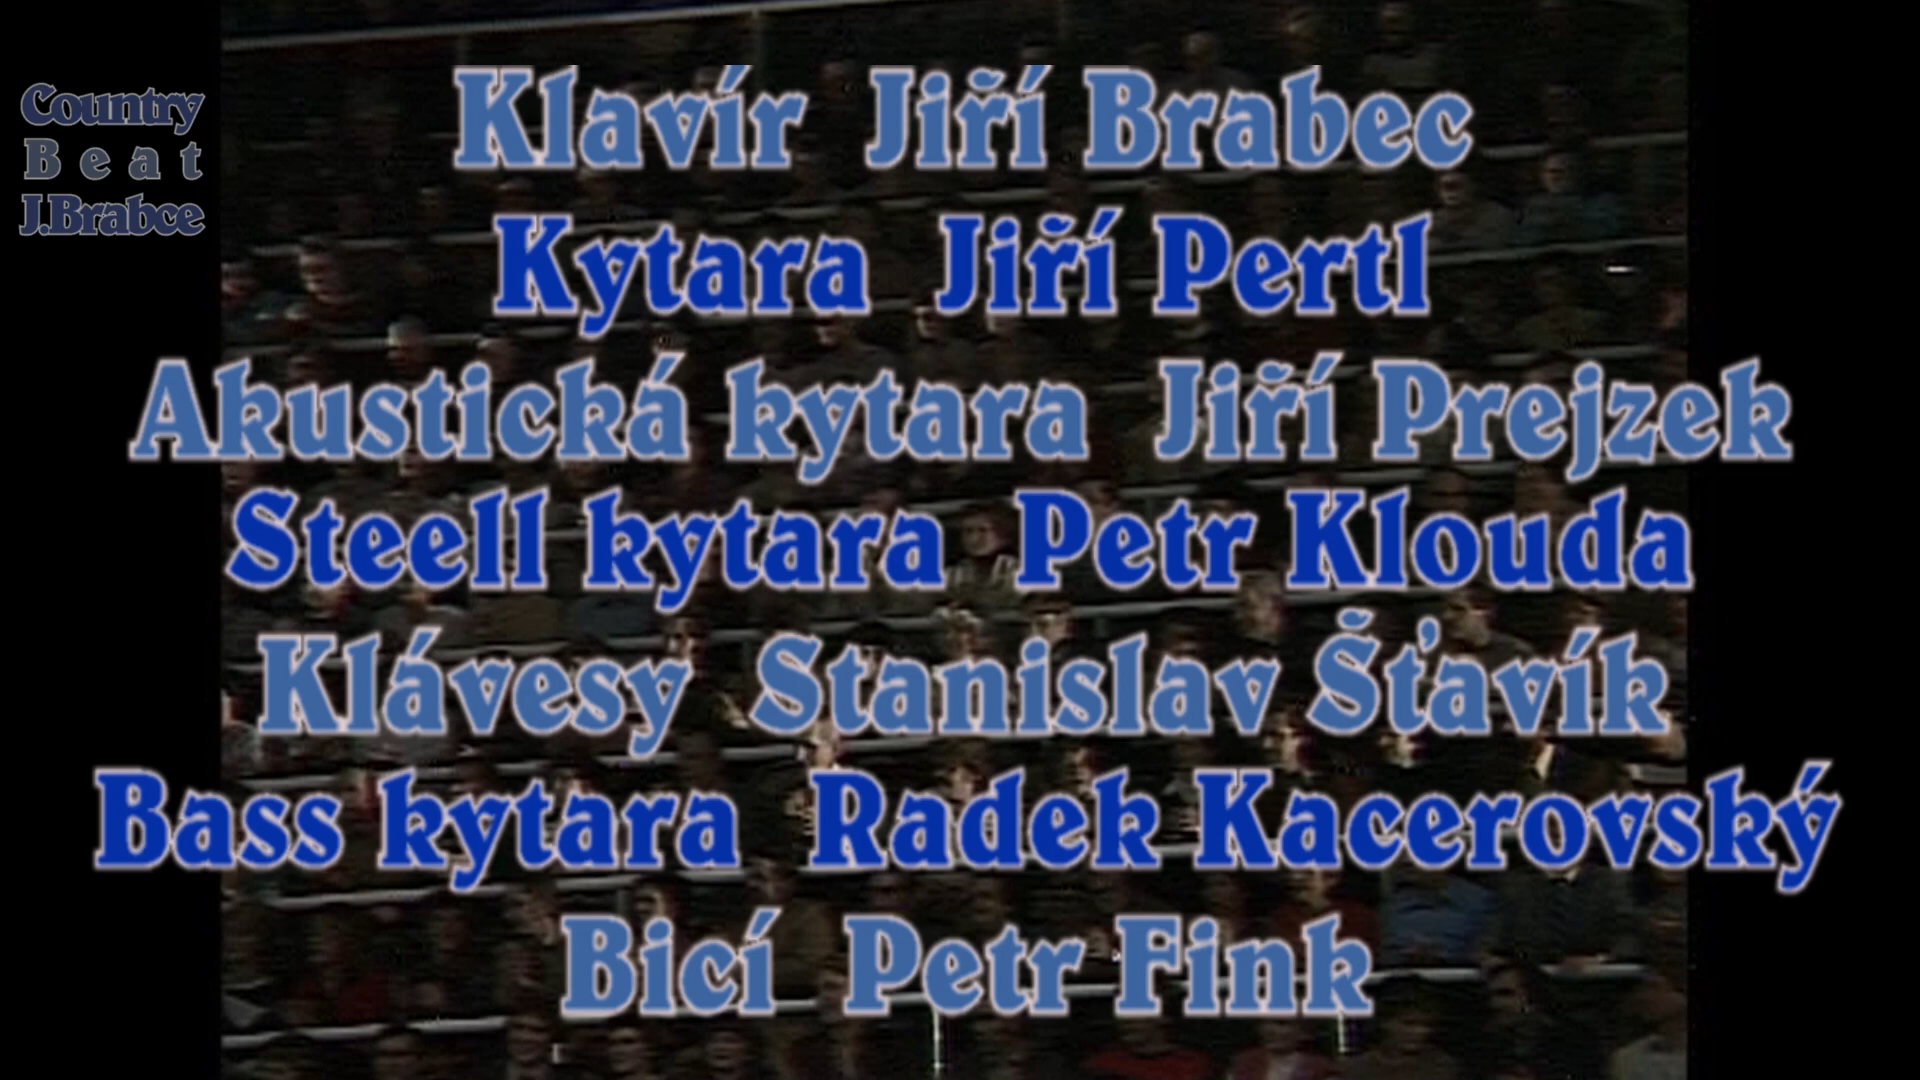 Country
Beat
J.Brabce
Klavír Jiří Brabec
Kytara Jiří Pertl
Akustická kytara Jiří Prejzek
Steell kytara Petr Klouda
Klávesy Stanislav Šťavík
Bass kytara Radek Kacerovský
Bicí Petr Fink